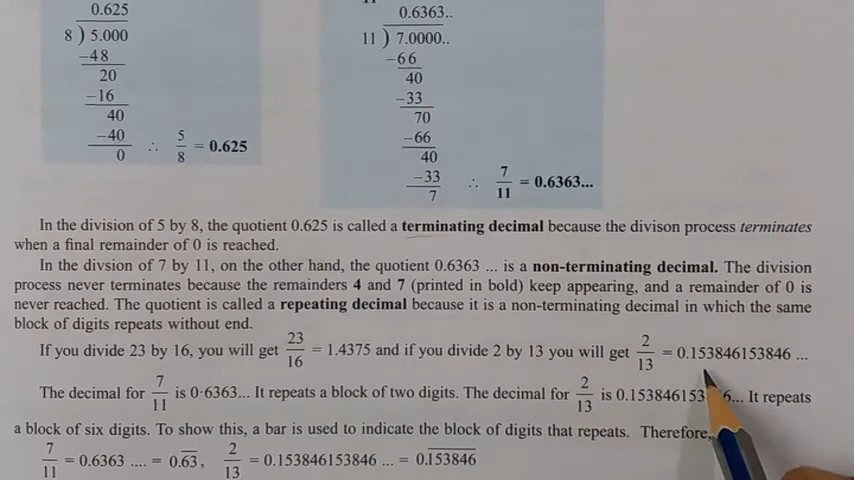 0.625
8 ) 5.000
−48
20
−16
40
−40
0 ∴ 5/8 = 0.625
11
0.6363..
11 ) 7.0000..
−66
40
−33
70
−66
40
−33
7 ∴ 7/11 = 0.6363...
In the division of 5 by 8, the quotient 0.625 is called a terminating decimal because the divison process terminates
when a final remainder of 0 is reached.
In the divsion of 7 by 11, on the other hand, the quotient 0.6363 ... is a non-terminating decimal. The division
process never terminates because the remainders 4 and 7 (printed in bold) keep appearing, and a remainder of 0 is
never reached. The quotient is called a repeating decimal because it is a non-terminating decimal in which the same
block of digits repeats without end.
If you divide 23 by 16, you will get 23/16 = 1.4375 and if you divide 2 by 13 you will get 2/13 = 0.153846153846 ...
The decimal for 7/11 is 0·6363... It repeats a block of two digits. The decimal for 2/13 is 0.153846153 6... It repeats
a block of six digits. To show this, a bar is used to indicate the block of digits that repeats. Therefore,
7/11 = 0.6363 .... = 0.6̅3̅, 2/13 = 0.153846153846 ... = 0.1̅5̅3̅8̅4̅6̅